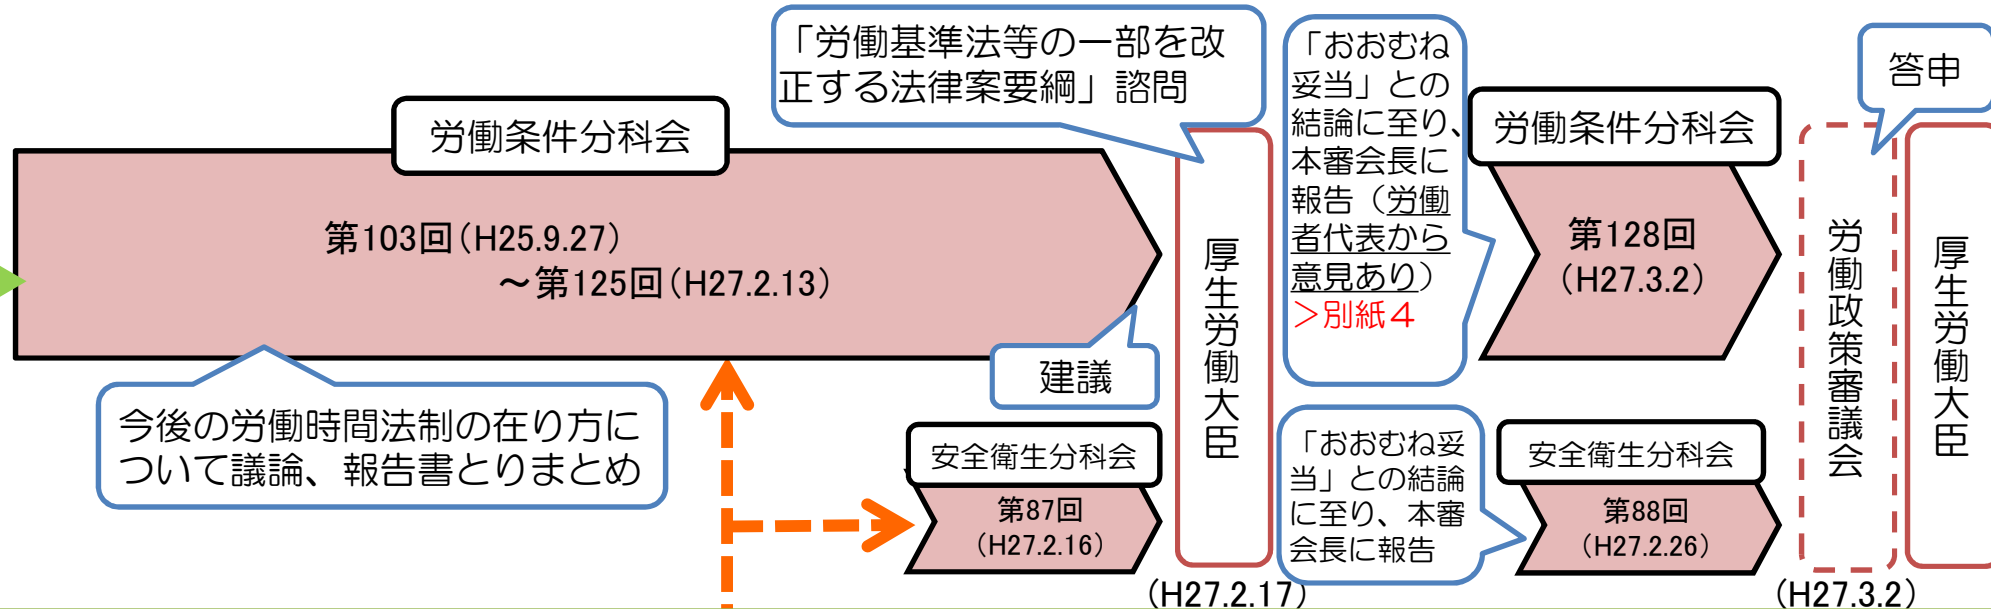 労働条件分科会
第103回（H25.9.27）
～第125回（H27.2.13）
今後の労働時間法制の在り方に
ついて議論、報告書とりまとめ
建議
安全衛生分科会
第87回
（H27.2.16）
「労働基準法等の一部を改
正する法律案要綱」諮問
厚生労働大臣
（H27.2.17）
「おおむね
妥当」との
結論に至り、
本審会長に
報告（労働
者代表から
意見あり）
＞別紙４
労働条件分科会
第128回
（H27.3.2）
「おおむね妥
当」との結論
に至り、本審
会長に報告
安全衛生分科会
第88回
（H27.2.26）
労働政策審議会
（H27.3.2）
答申
厚生労働大臣